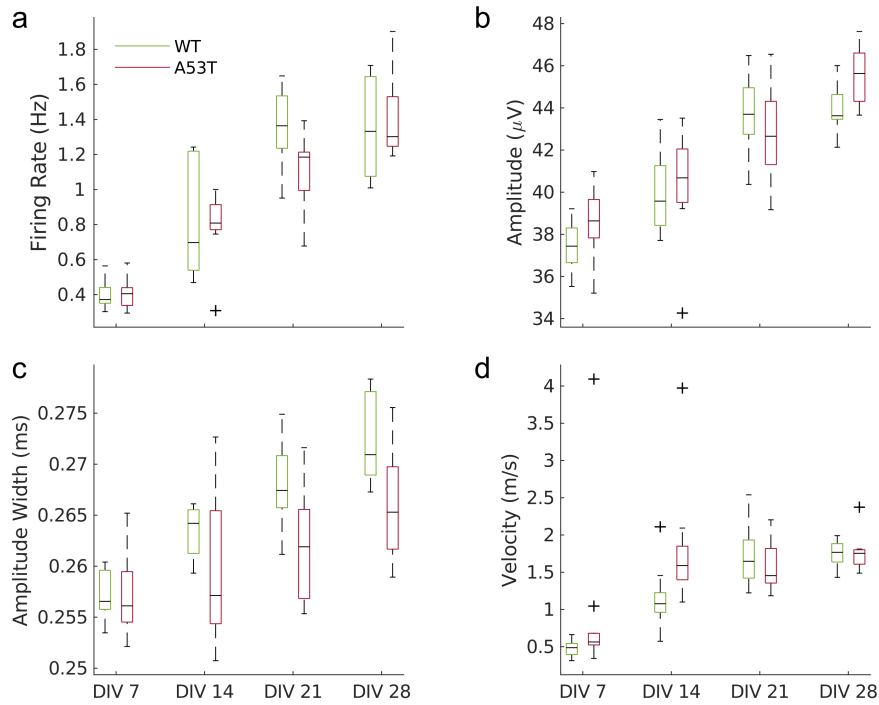 a
WT
A53T
Firing Rate (Hz)
1.8
1.6
1.4
1.2
1
0.8
0.6
0.4
b
Amplitude (μV)
48
46
44
42
40
38
36
34
c
Amplitude Width (ms)
0.275
0.27
0.265
0.26
0.255
0.25
DIV 7 DIV 14 DIV 21 DIV 28
d
Velocity (m/s)
4
3.5
3
2.5
2
1.5
1
0.5
DIV 7 DIV 14 DIV 21 DIV 28